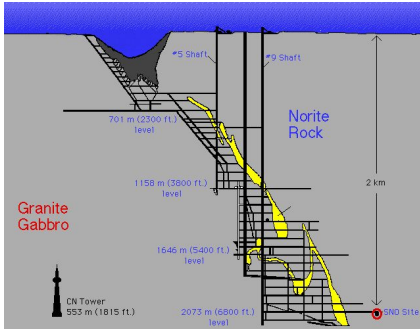 #5 Shaft
#9 Shaft
701 m (2300 ft.)
level
Norite
Rock
1158 m (3800 ft.)
level
2 km
Granite
Gabbro
1646 m (5400 ft.)
level
CN Tower
553 m (1815 ft.)
2073 m (6800 ft.)
level
SNO Site